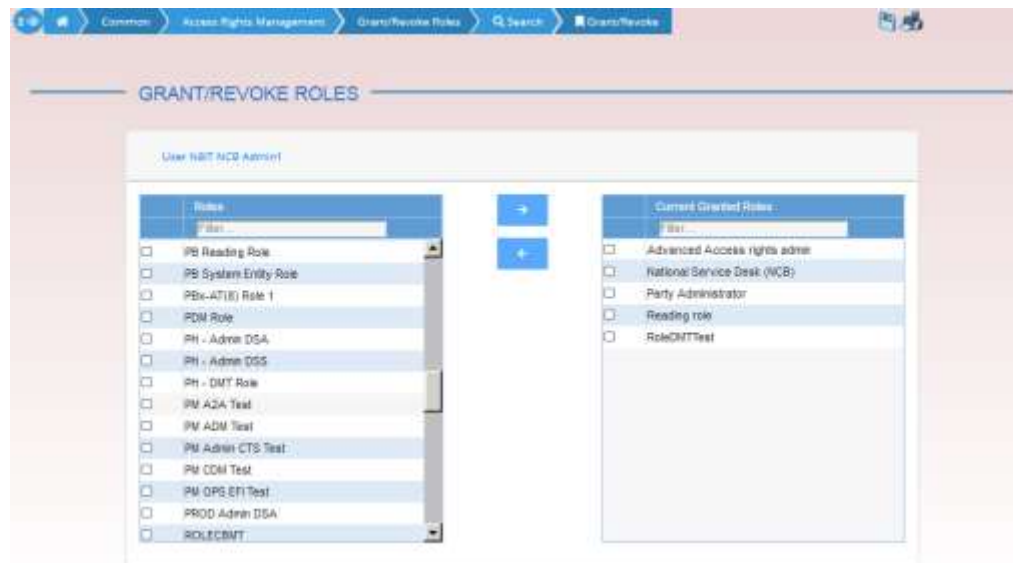 Common Access Rights Management Grant/Revoke Roles Search Grant/Revoke
GRANT/REVOKE ROLES
User NBIT NCB Admin1
Roles
Filter...
PB Reading Role
PB System Entity Role
PBx-AT(8) Role 1
PDM Role
PH - Admin DSA
PH - Admin DSS
PH - DMT Role
PM A2A Test
PM ADM Test
PM Admin CTS Test
PM CDM Test
PM OPS EFI Test
PROD Admin DSA
ROLECBMT
Current Granted Roles
Filter...
Advanced Access rights admin
National Service Desk (NCB)
Party Administrator
Reading role
RoleDMTTest